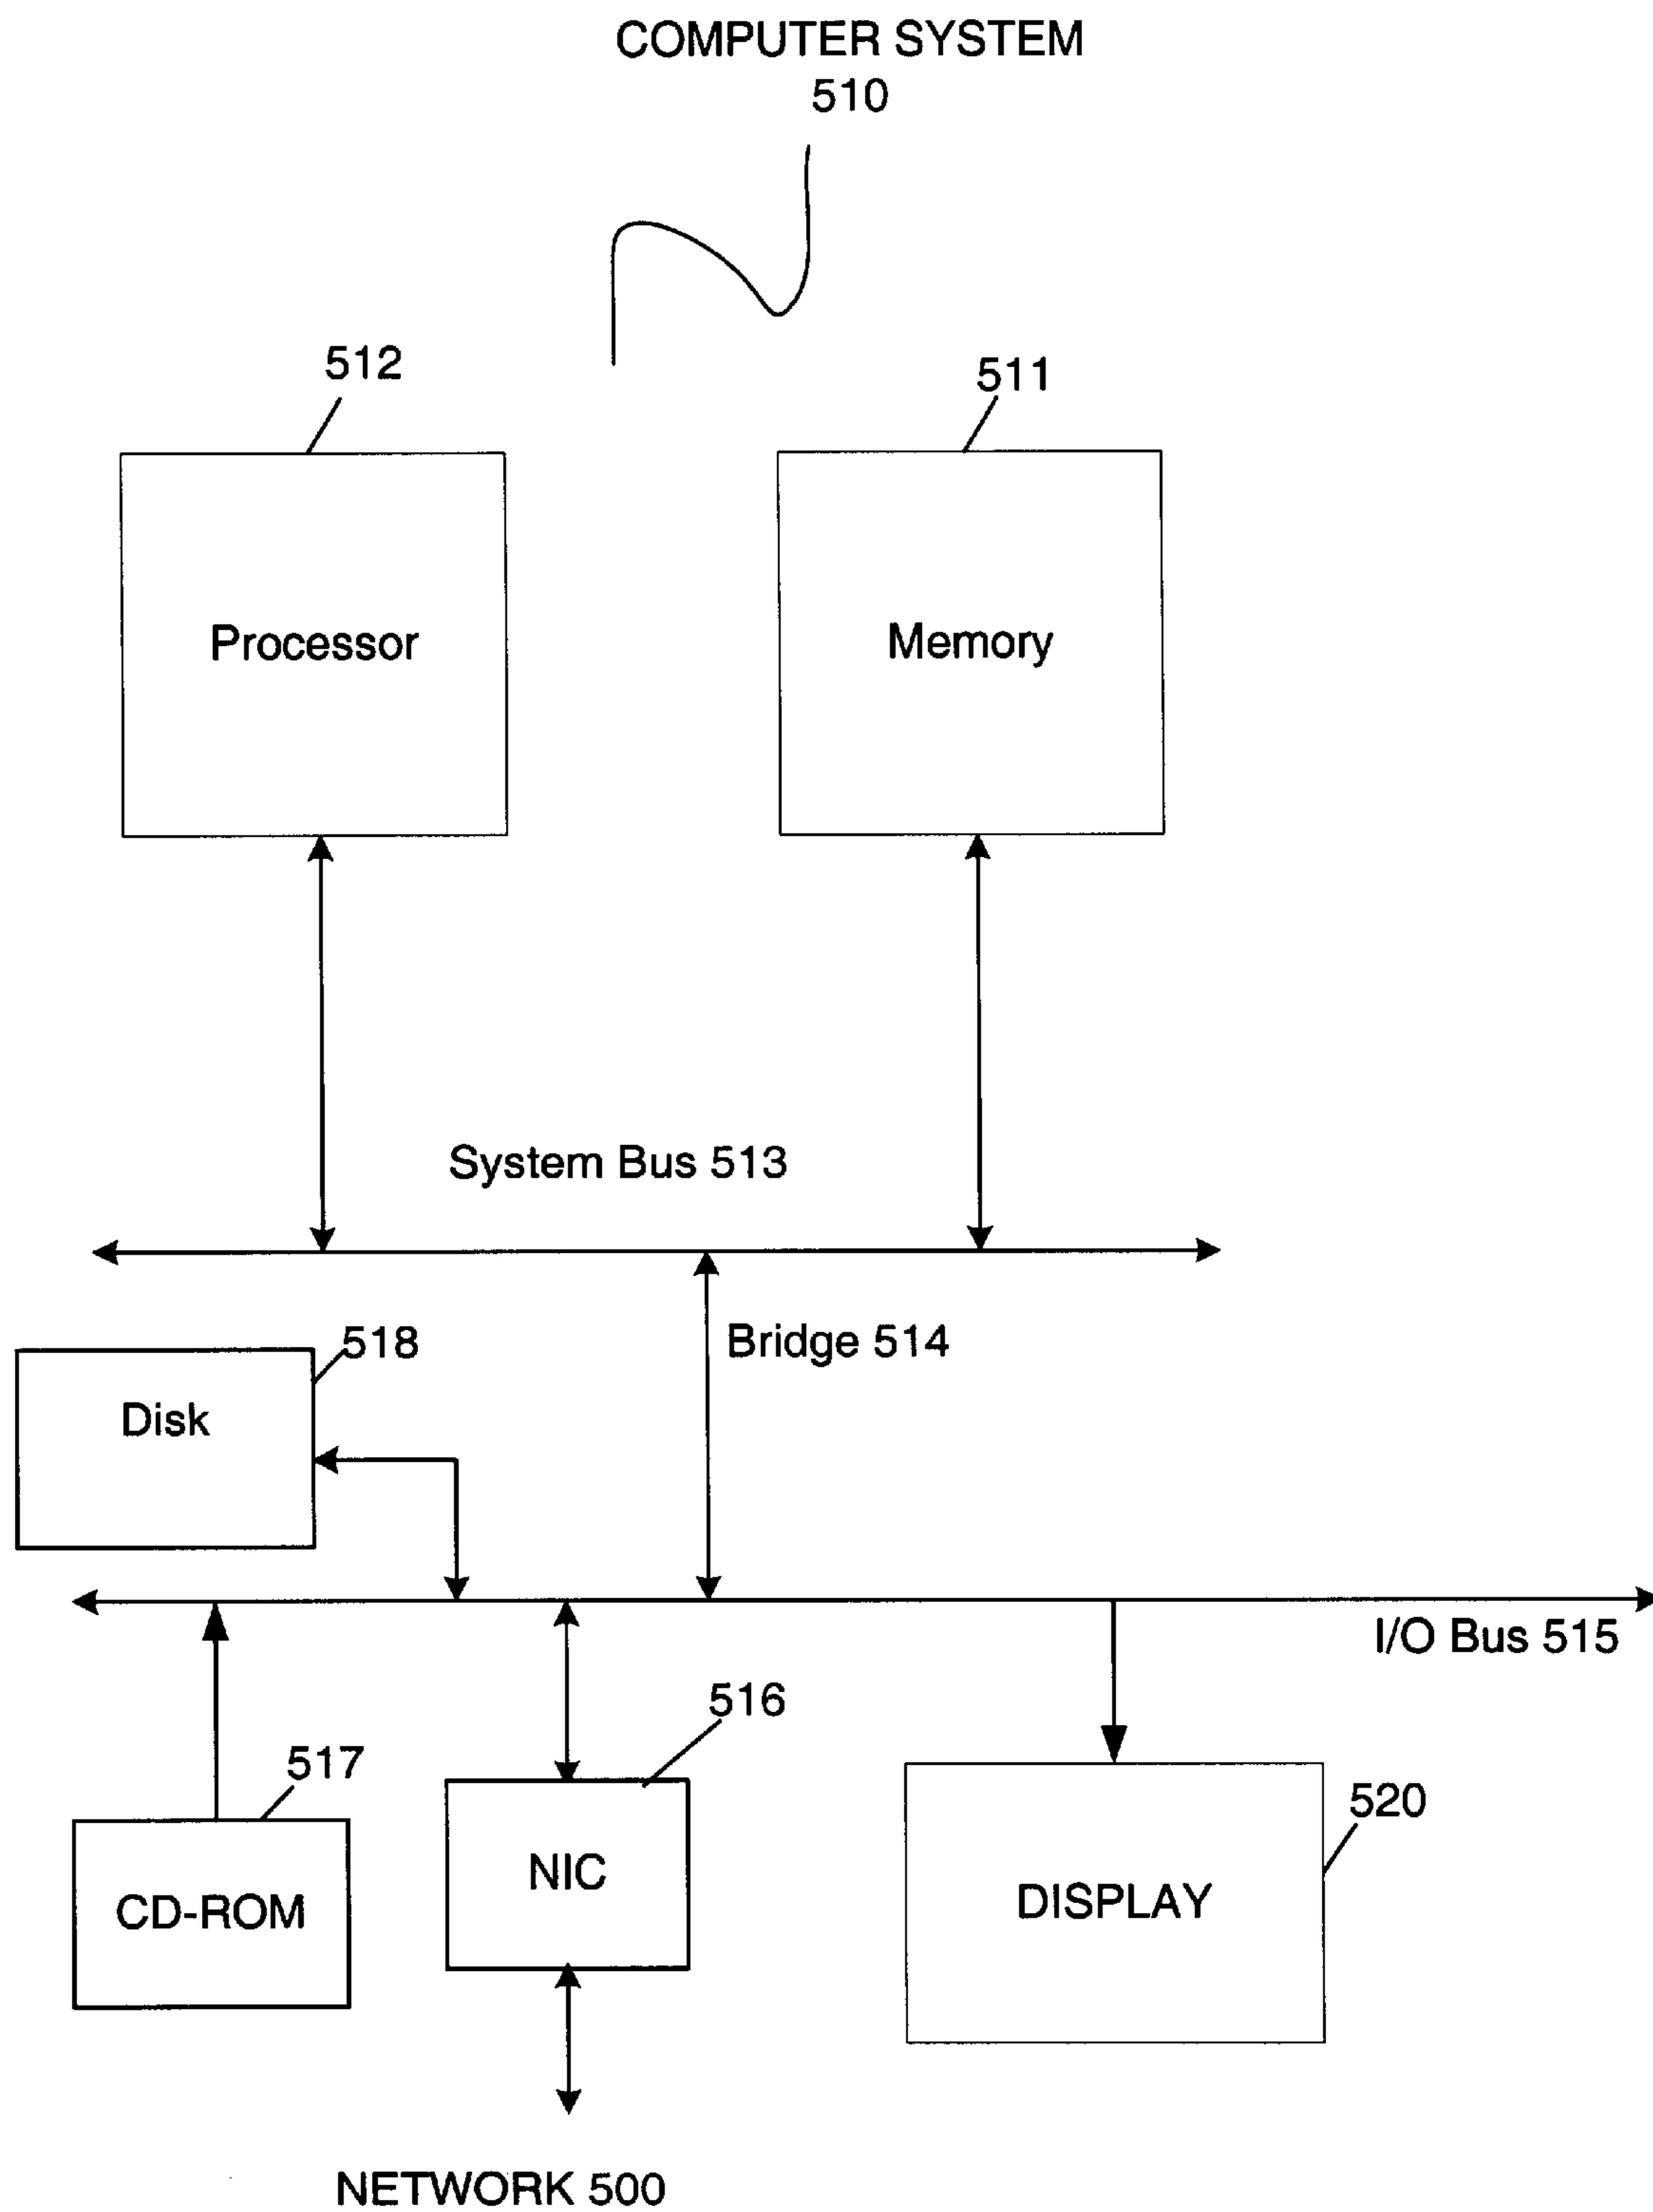 COMPUTER SYSTEM
510
512
511
Processor
Memory
System Bus 513
Bridge 514
518
Disk
I/O Bus 515
516
517
520
NIC
CD-ROM
DISPLAY
NETWORK 500